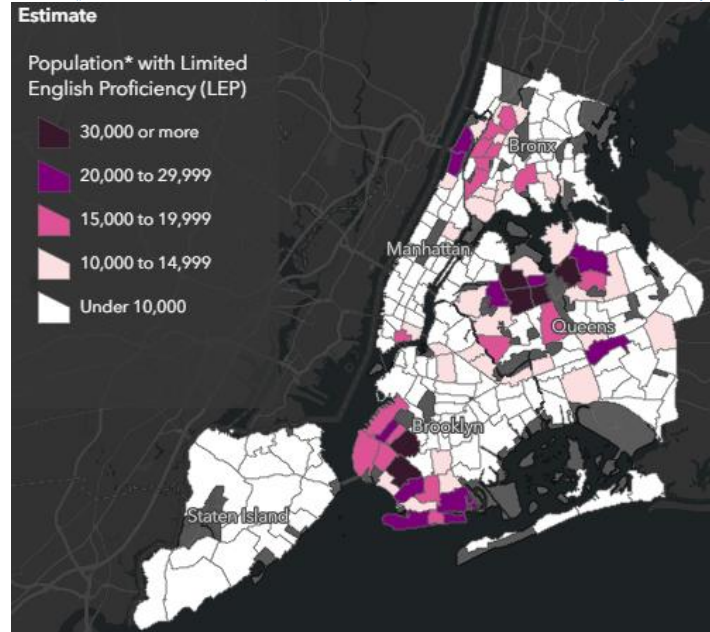 Estimate
Population* with Limited
English Proficiency (LEP)
30,000 or more
20,000 to 29,999
15,000 to 19,999
10,000 to 14,999
Under 10,000
Bronx
Manhattan
Queens
Brooklyn
Staten Island